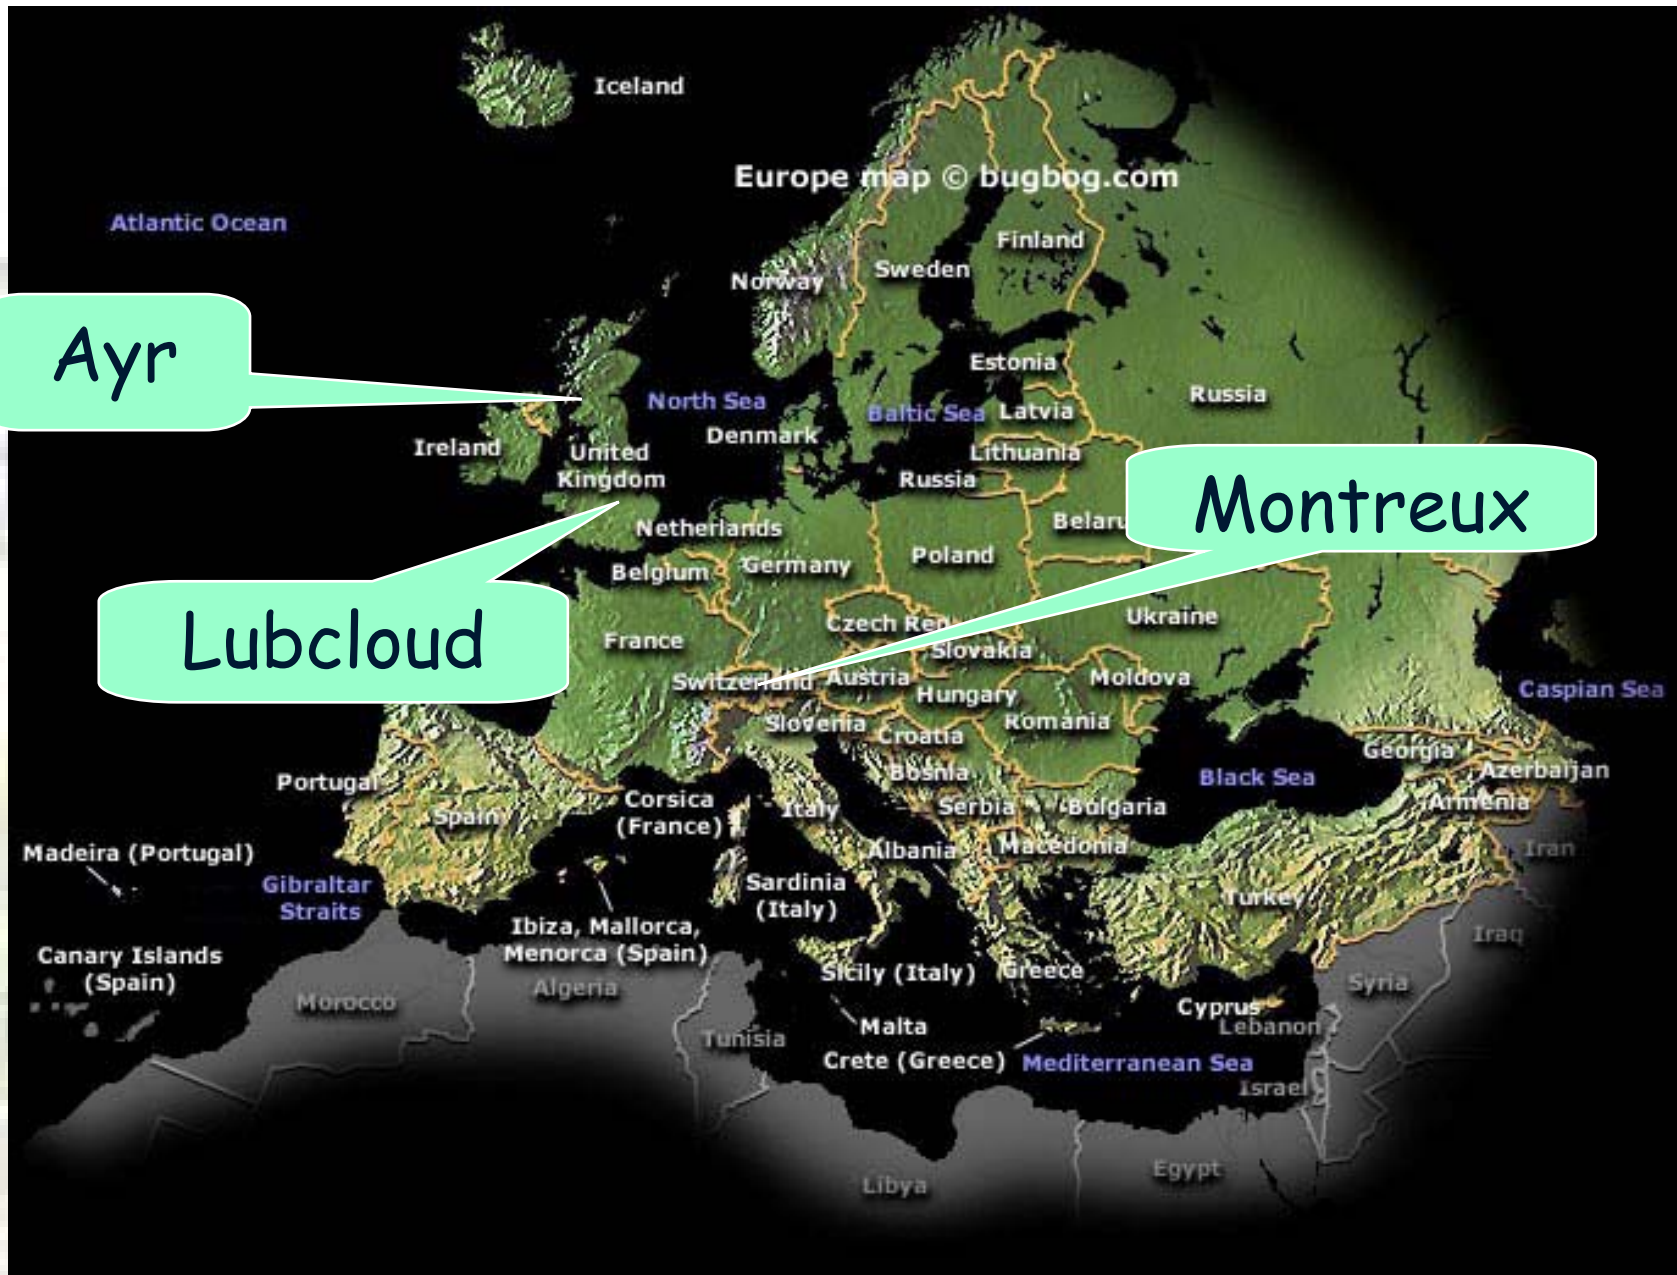 Iceland
Europe map © bugbog.com
Atlantic Ocean
Finland
Sweden
Norway
Ayr
Estonia
Russia
North Sea
Baltic Sea
Latvia
Denmark
Ireland
United
Kingdom
Lithuania
Russia
Montreux
Netherlands
Belaru
Poland
Belgium
Germany
Lubcloud
Czech Rep
Ukraine
France
Slovakia
Switzerland
Austria
Moldova
Hungary
Caspian Sea
Slovenia
Croatia
Romania
Georgia
Bosnia
Black Sea
Azerbaijan
Portugal
Corsica
(France)
Italy
Serbia
Bulgaria
Armenia
Spain
Madeira (Portugal)
Albania
Macedonia
Iran
Gibraltar
Straits
Sardinia
(Italy)
Turkey
Ibiza, Mallorca,
Menorca (Spain)
Iraq
Canary Islands
(Spain)
Sicily (Italy)
Greece
Syria
Morocco
Algeria
Cyprus
Malta
Lebanon
Tunisia
Crete (Greece)
Mediterranean Sea
Israel
Egypt
Libya